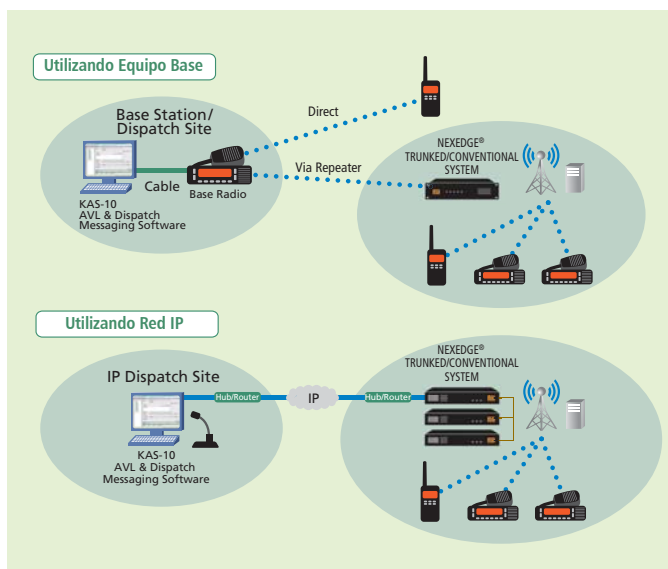 Utilizando Equipo Base
Base Station/
Dispatch Site
Cable
Base Radio
KAS-10
AVL & Dispatch
Messaging Software
Direct
Via Repeater
NEXEDGE®
TRUNKED/CONVENTIONAL
SYSTEM
Utilizando Red IP
IP Dispatch Site
Hub/Router
IP
Hub/Router
KAS-10
AVL & Dispatch
Messaging Software
NEXEDGE®
TRUNKED/CONVENTIONAL
SYSTEM